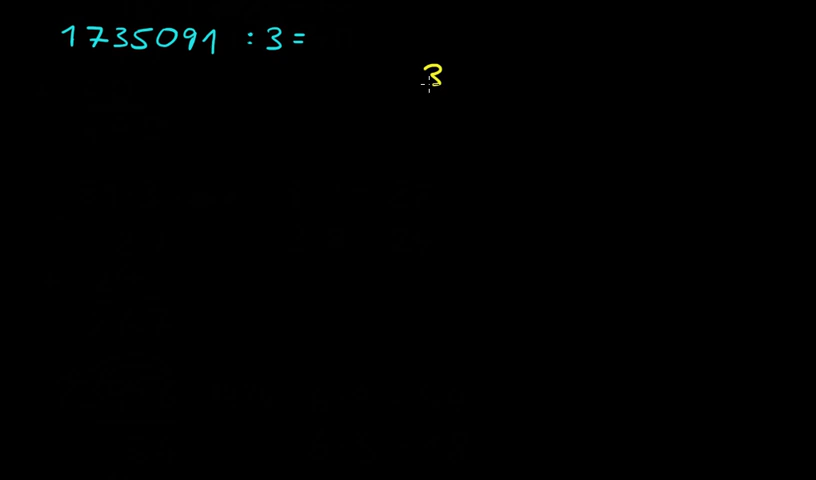 1735091 : 3 =
3